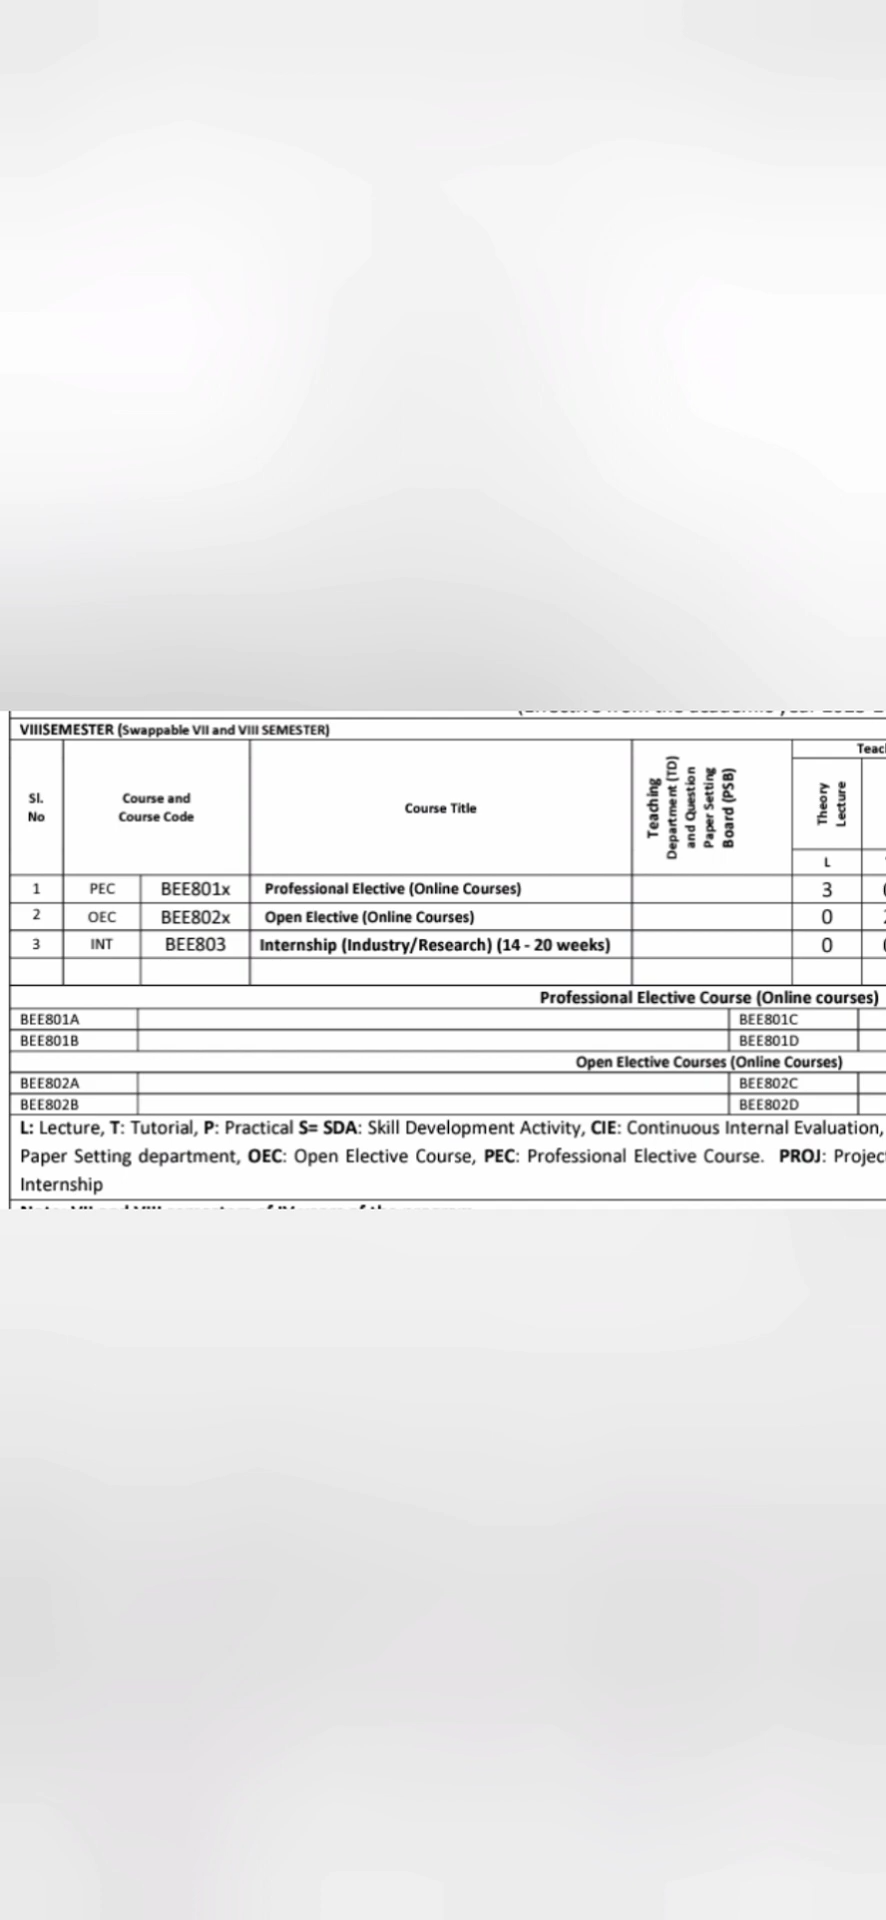 VIIISEMESTER (Swappable VII and VIII SEMESTER)
Sl. No
Course and Course Code
Course Title
Teaching Department (TD) and Question Paper Setting Board (PSB)
Teac
Theory Lecture
L
1 PEC BEE801x Professional Elective (Online Courses) 3
2 OEC BEE802x Open Elective (Online Courses) 0
3 INT BEE803 Internship (Industry/Research) (14 - 20 weeks) 0
Professional Elective Course (Online courses)
BEE801A BEE801C
BEE801B BEE801D
Open Elective Courses (Online Courses)
BEE802A BEE802C
BEE802B BEE802D
L: Lecture, T: Tutorial, P: Practical S= SDA: Skill Development Activity, CIE: Continuous Internal Evaluation,
Paper Setting department, OEC: Open Elective Course, PEC: Professional Elective Course. PROJ: Projec
Internship